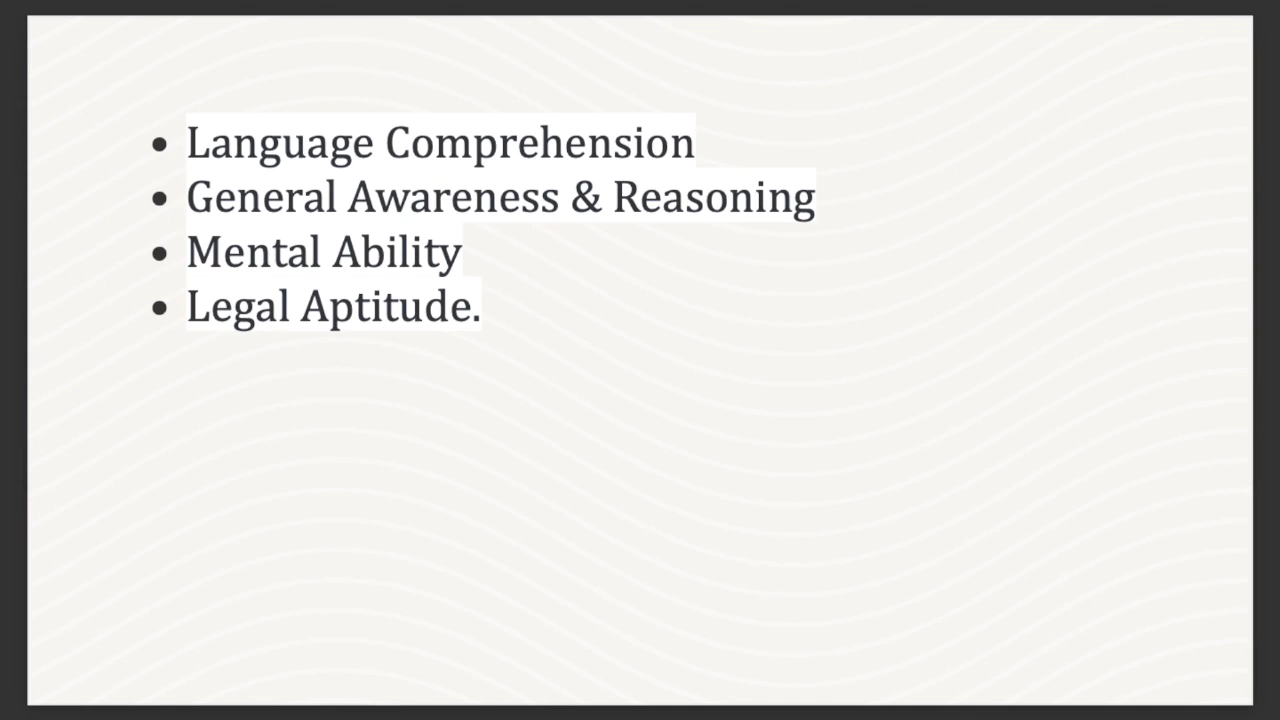 • Language Comprehension
• General Awareness & Reasoning
• Mental Ability
• Legal Aptitude.